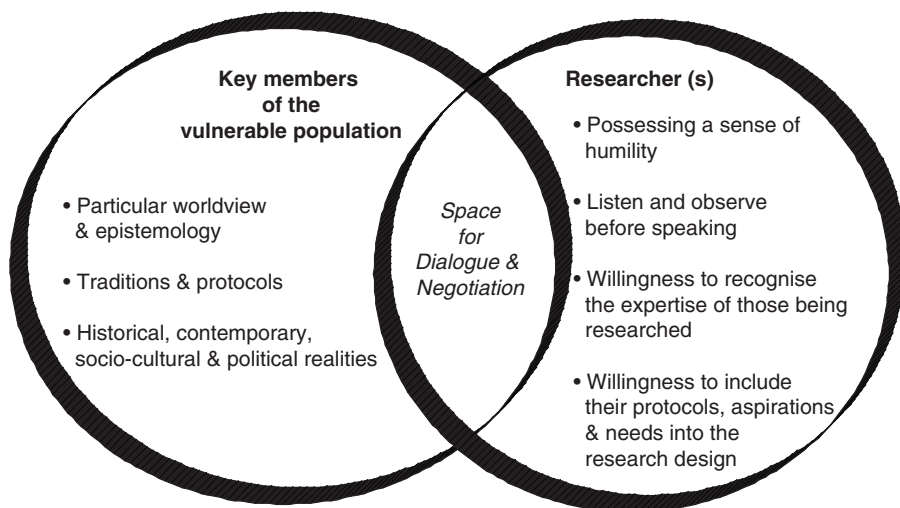 Key members
of the
vulnerable population
• Particular worldview
& epistemology
• Traditions & protocols
• Historical, contemporary,
socio-cultural & political realities
Space
for
Dialogue &
Negotiation
Researcher (s)
• Possessing a sense of
humility
• Listen and observe
before speaking
• Willingness to recognise
the expertise of those being
researched
• Willingness to include
their protocols, aspirations
& needs into the
research design